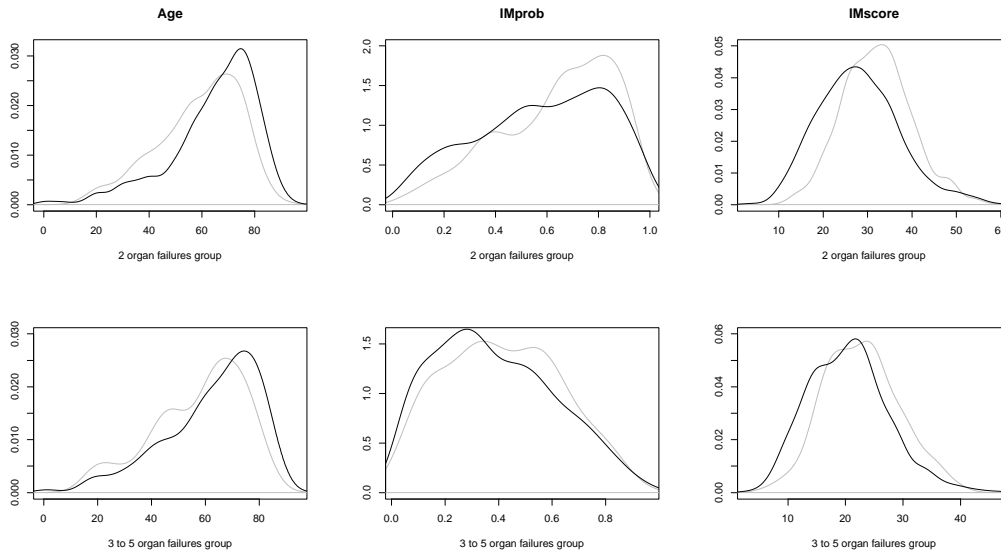 Age IMprob IMscore
0.000 0.010 0.020 0.030
0 20 40 60 80
2 organ failures group
0.0 0.5 1.0 1.5 2.0
0.0 0.2 0.4 0.6 0.8 1.0
2 organ failures group
0.00 0.01 0.02 0.03 0.04 0.05
10 20 30 40 50 60
2 organ failures group
0.000 0.010 0.020 0.030
0 20 40 60 80
3 to 5 organ failures group
0.0 0.5 1.0 1.5
0.0 0.2 0.4 0.6 0.8
3 to 5 organ failures group
0.00 0.02 0.04 0.06
10 20 30 40
3 to 5 organ failures group